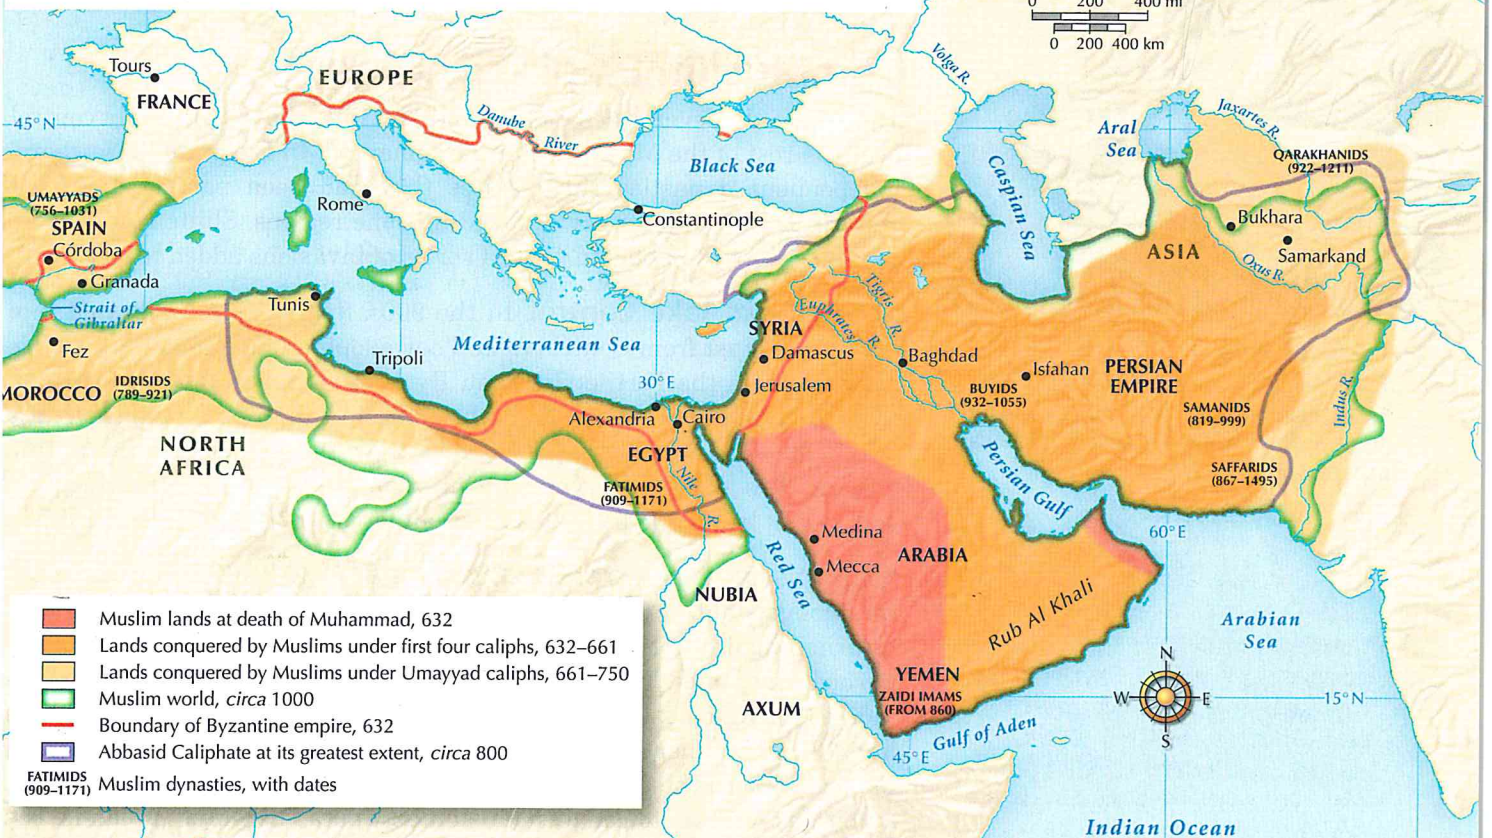 0 200 400 mi
0 200 400 km
Volga R.
Tours
EUROPE
FRANCE
45°N
Danube
River
Aral
Sea
Jaxartes R.
QARAKHANIDS
(922–1211)
Black Sea
Caspian Sea
UMAYYADS
(756–1031)
SPAIN
Rome
Constantinople
Bukhara
Córdoba
ASIA
Samarkand
Oxus R.
Granada
Strait of
Gibraltar
Tunis
Tigris R.
Euphrates R.
SYRIA
Mediterranean Sea
Fez
Tripoli
Damascus
Baghdad
Isfahan
PERSIAN
EMPIRE
30°E
Jerusalem
MOROCCO
IDRISIDS
(789–921)
BUYIDS
(932–1055)
SAMANIDS
(819–999)
Indus R.
Alexandria
Cairo
NORTH
AFRICA
EGYPT
Nile R.
FATIMIDS
(909–1171)
Persian Gulf
SAFFARIDS
(867–1495)
Medina
Mecca
ARABIA
60°E
Red Sea
NUBIA
Rub Al Khali
Arabian
Sea
Muslim lands at death of Muhammad, 632
Lands conquered by Muslims under first four caliphs, 632–661
Lands conquered by Muslims under Umayyad caliphs, 661–750
Muslim world, circa 1000
Boundary of Byzantine empire, 632
Abbasid Caliphate at its greatest extent, circa 800
FATIMIDS
(909–1171)
Muslim dynasties, with dates
YEMEN
ZAIDI IMAMS
(FROM 860)
AXUM
N
W E
S
15°N
Gulf of Aden
45°E
Indian Ocean